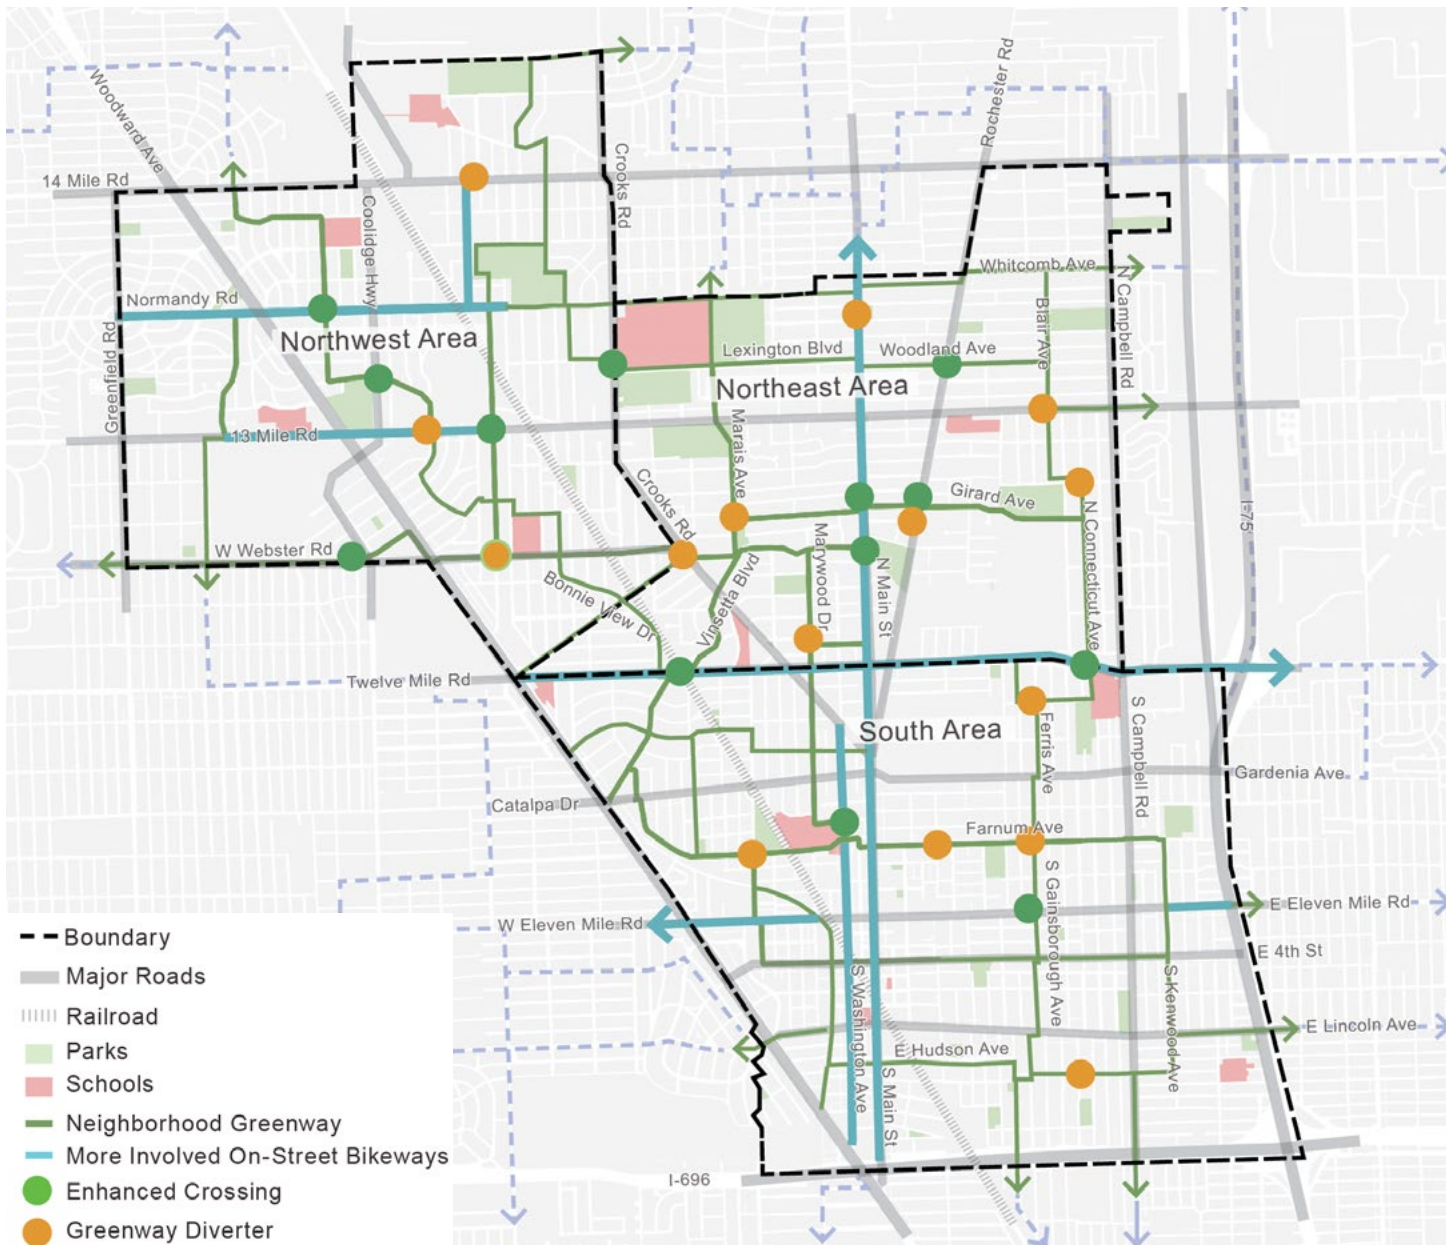 Woodward Ave
Rochester Rd
14 Mile Rd
Crooks Rd
Coolidge Hwy
Whitcomb Ave
N Campbell Rd
Normandy Rd
Blair Ave
Greenfield Rd
Northwest Area
Lexington Blvd
Woodland Ave
Northeast Area
13 Mile Rd
Marais Ave
Crooks Rd
Girard Ave
I-75
N Connecticut Ave
W Webster Rd
Marywood Dr
Bonnie View Dr
Vinsetta Blvd
N Main St
Twelve Mile Rd
South Area
Ferris Ave
S Campbell Rd
Gardenia Ave
Catalpa Dr
Farnum Ave
S Gainsborough Ave
W Eleven Mile Rd
E Eleven Mile Rd
E 4th St
S Washington Ave
S Kenwood Ave
E Lincoln Ave
E Hudson Ave
S Main St
I-696
Boundary
Major Roads
Railroad
Parks
Schools
Neighborhood Greenway
More Involved On-Street Bikeways
Enhanced Crossing
Greenway Diverter